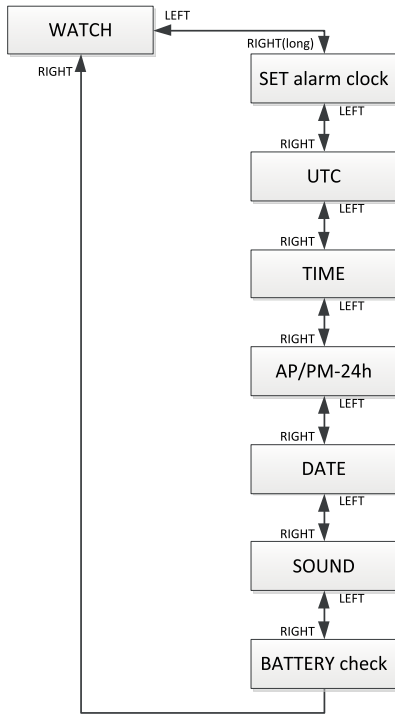 WATCH
LEFT
RIGHT(long)
RIGHT
SET alarm clock
LEFT
RIGHT
UTC
LEFT
RIGHT
TIME
LEFT
RIGHT
AP/PM-24h
LEFT
RIGHT
DATE
LEFT
RIGHT
SOUND
LEFT
RIGHT
BATTERY check